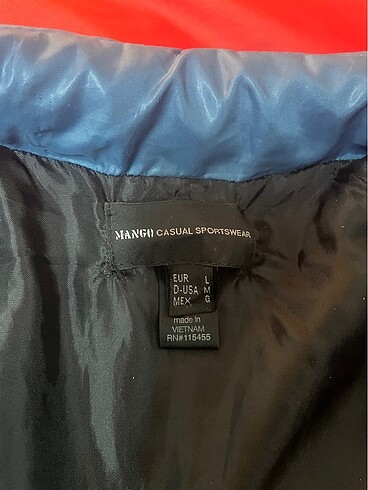 MANGO CASUAL SPORTSWEAR
EUR L
D-USA M
MEX G
made in
VIETNAM
RN#115455